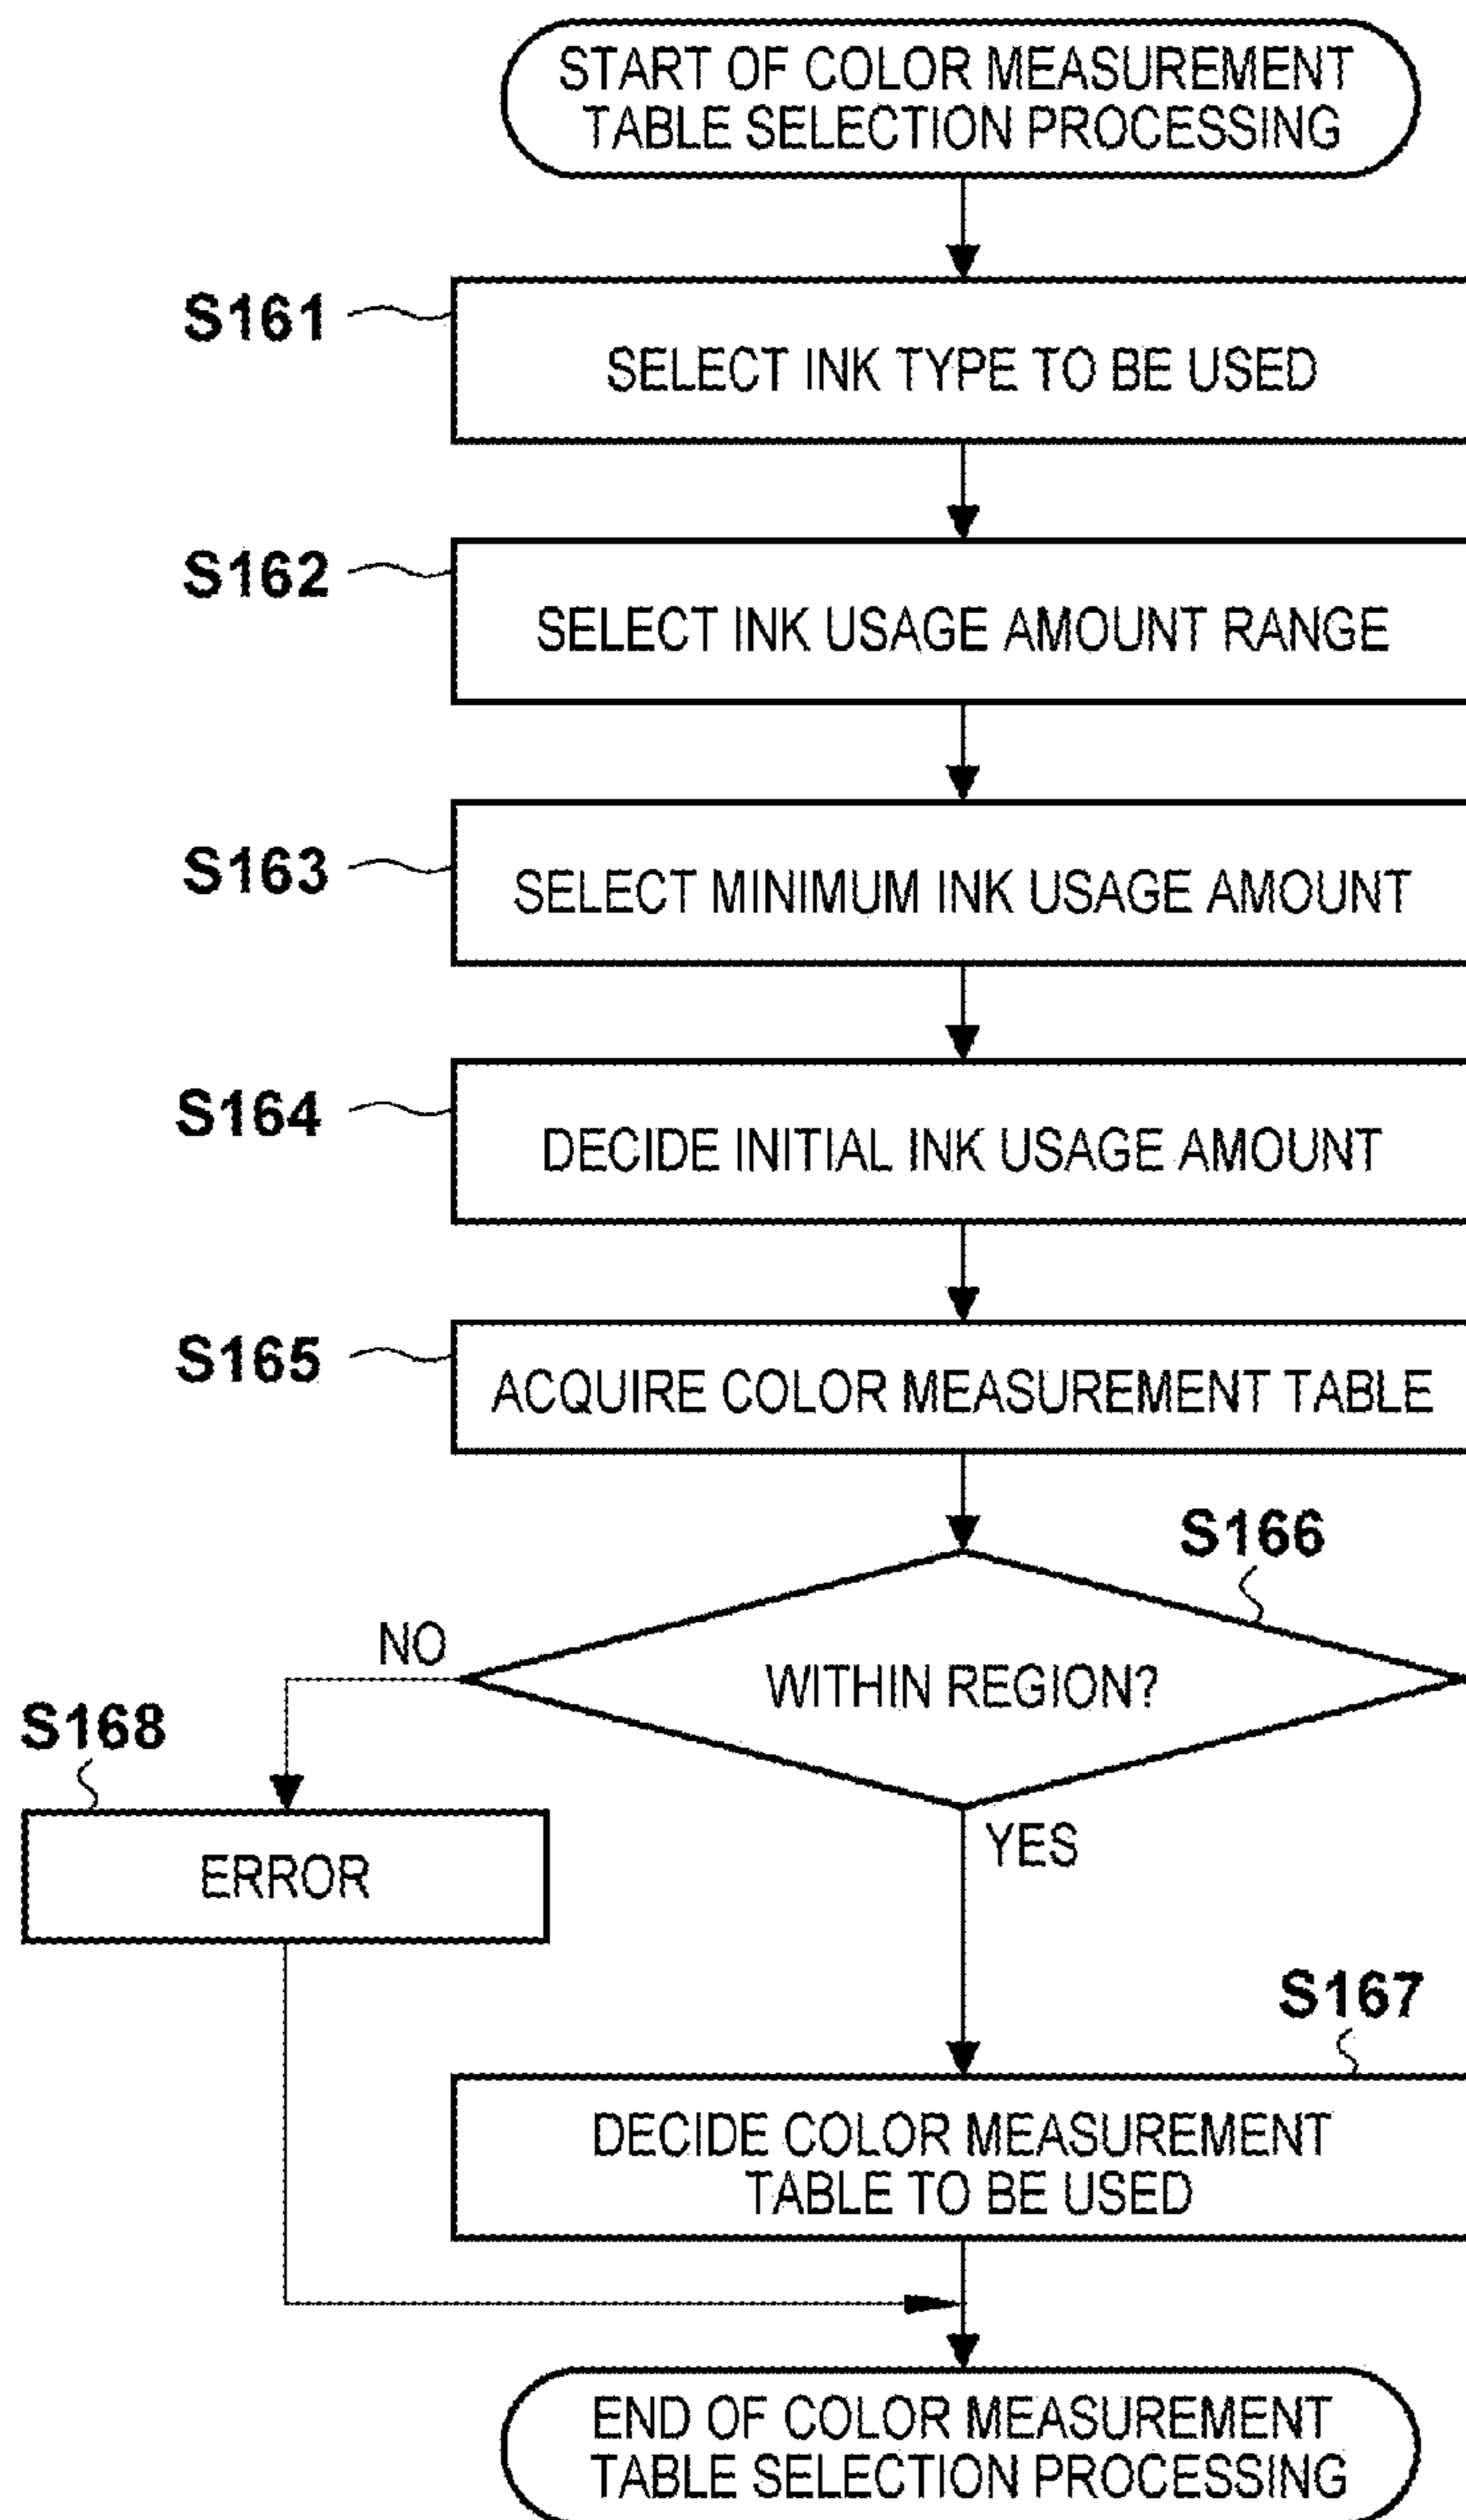 START OF COLOR MEASUREMENT
TABLE SELECTION PROCESSING
S161
SELECT INK TYPE TO BE USED
S162
SELECT INK USAGE AMOUNT RANGE
S163
SELECT MINIMUM INK USAGE AMOUNT
S164
DECIDE INITIAL INK USAGE AMOUNT
S165
ACQUIRE COLOR MEASUREMENT TABLE
S166
WITHIN REGION?
NO
YES
S168
ERROR
S167
DECIDE COLOR MEASUREMENT
TABLE TO BE USED
END OF COLOR MEASUREMENT
TABLE SELECTION PROCESSING